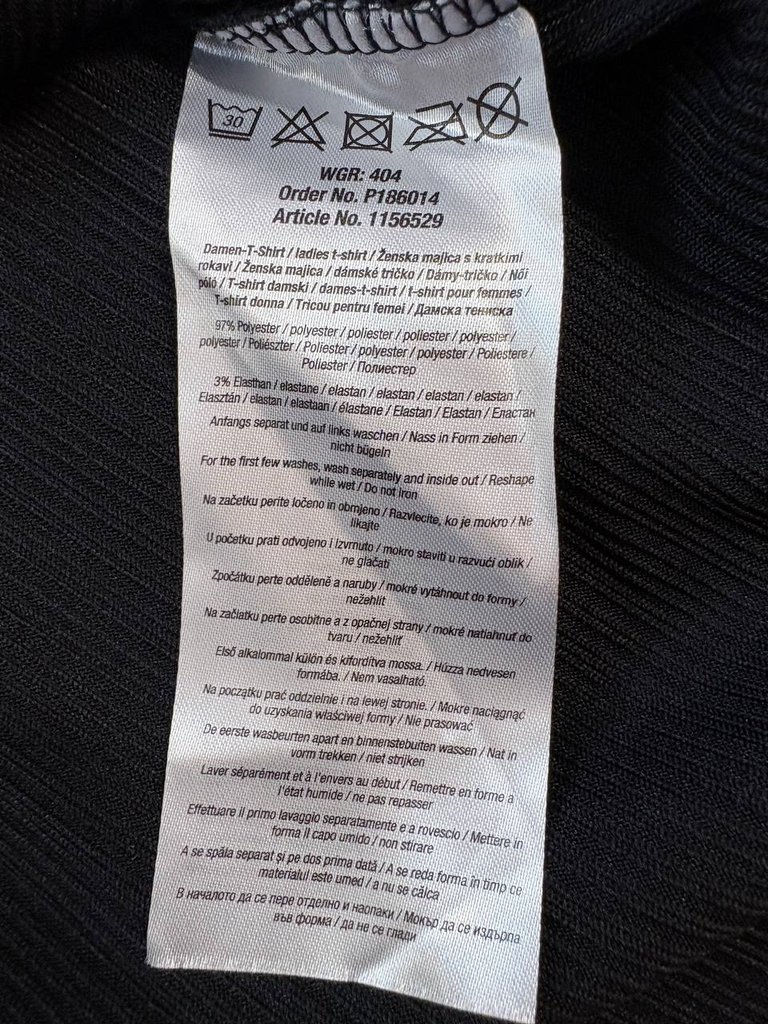 30
WGR: 404
Order No. P186014
Article No. 1156529
Damen-T-Shirt / ladies t-shirt / Ženska majica s kratkimi
rokavi / Ženska majica / dámské tričko / Dámy-tričko / Női
póló / T-shirt damski / dames-t-shirt / t-shirt pour femmes /
T-shirt donna / Tricou pentru femei / Дамска тениска
97% Polyester / polyester / poliester / poliester / polyester /
polyester / Poliészter / Poliester / polyester / polyester / Poliestere /
Poliester / Полиестер
3% Elasthan / elastane / elastan / elastan / elastan / elastan /
Elasztán / elastan / elastaan / élastane / Elastan / Elastan / Еластан
Anfangs separat und auf links waschen / Nass in Form ziehen /
nicht bügeln
For the first few washes, wash separately and inside out / Reshape
while wet / Do not iron
Na začetku perite ločeno in obrnjeno / Razvlecite, ko je mokro / Ne
likajte
U početku prati odvojeno i izvrnuto / mokro staviti u razvući oblik /
ne glačati
Zpočátku perte odděleně a naruby / mokré vytáhnout do formy /
nežehlit
Na začiatku perte osobitne a z opačnej strany / mokré natiahnuť do
tvaru / nežehliť
Első alkalommal külön és kifordítva mossa. / Húzza nedvesen
formába. / Nem vasalható.
Na początku prać oddzielnie i na lewej stronie. / Mokre naciągnąć
do uzyskania właściwej formy / Nie prasować
De eerste wasbeurten apart en binnenstebuiten wassen / Nat in
vorm trekken / niet strijken
Laver séparément et à l'envers au début / Remettre en forme a
l'état humide / ne pas repasser
Effettuare il primo lavaggio separatamente e a rovescio / Mettere in
forma il capo umido / non stirare
A se spăla separat și pe dos prima dată / A se reda forma în timp ce
materialul este umed / a nu se călca
В началото да се пере отделно и наопаки / Мокър да се издърпа
във форма / да не се глади